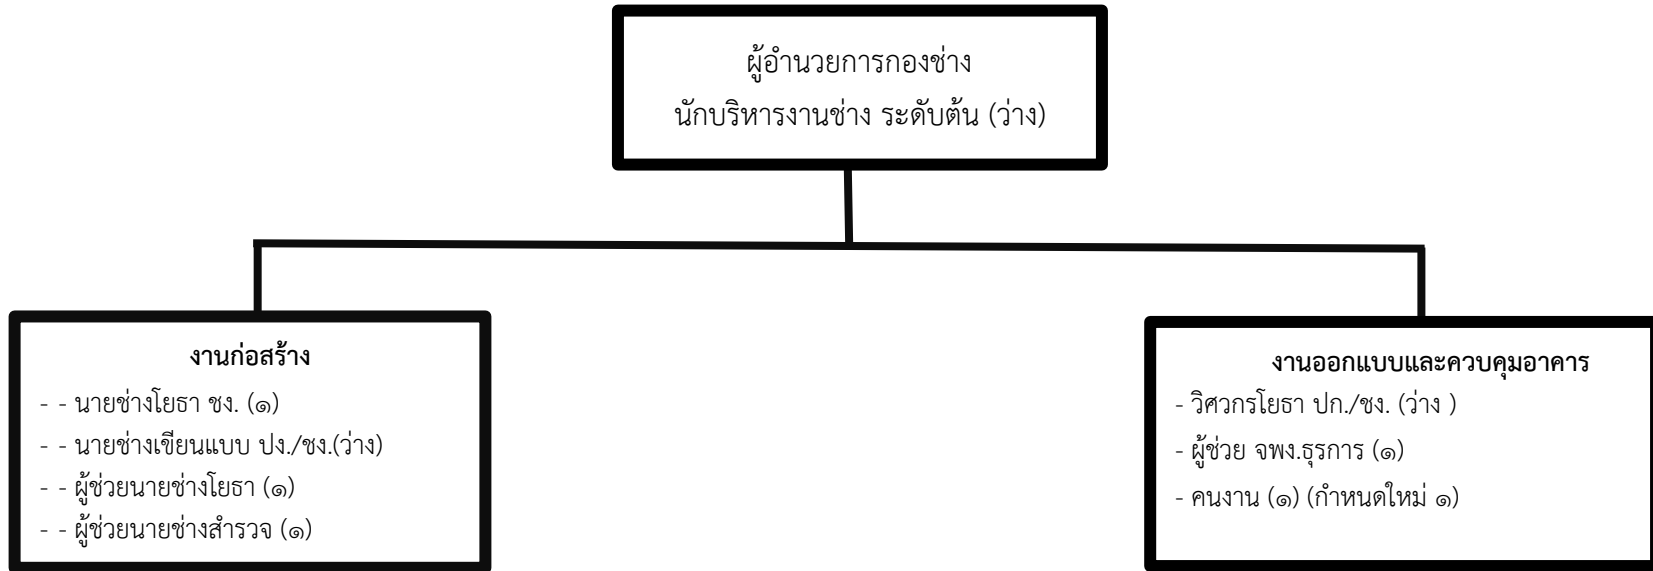 ผู้อำนวยการกองช่าง
นักบริหารงานช่าง ระดับต้น (ว่าง)
งานก่อสร้าง
- - นายช่างโยธา ชง. (๑)
- - นายช่างเขียนแบบ ปง./ชง.(ว่าง)
- - ผู้ช่วยนายช่างโยธา (๑)
- - ผู้ช่วยนายช่างสำรวจ (๑)
งานออกแบบและควบคุมอาคาร
- วิศวกรโยธา ปก./ชง. (ว่าง )
- ผู้ช่วย จพง.ธุรการ (๑)
- คนงาน (๑) (กำหนดใหม่ ๑)